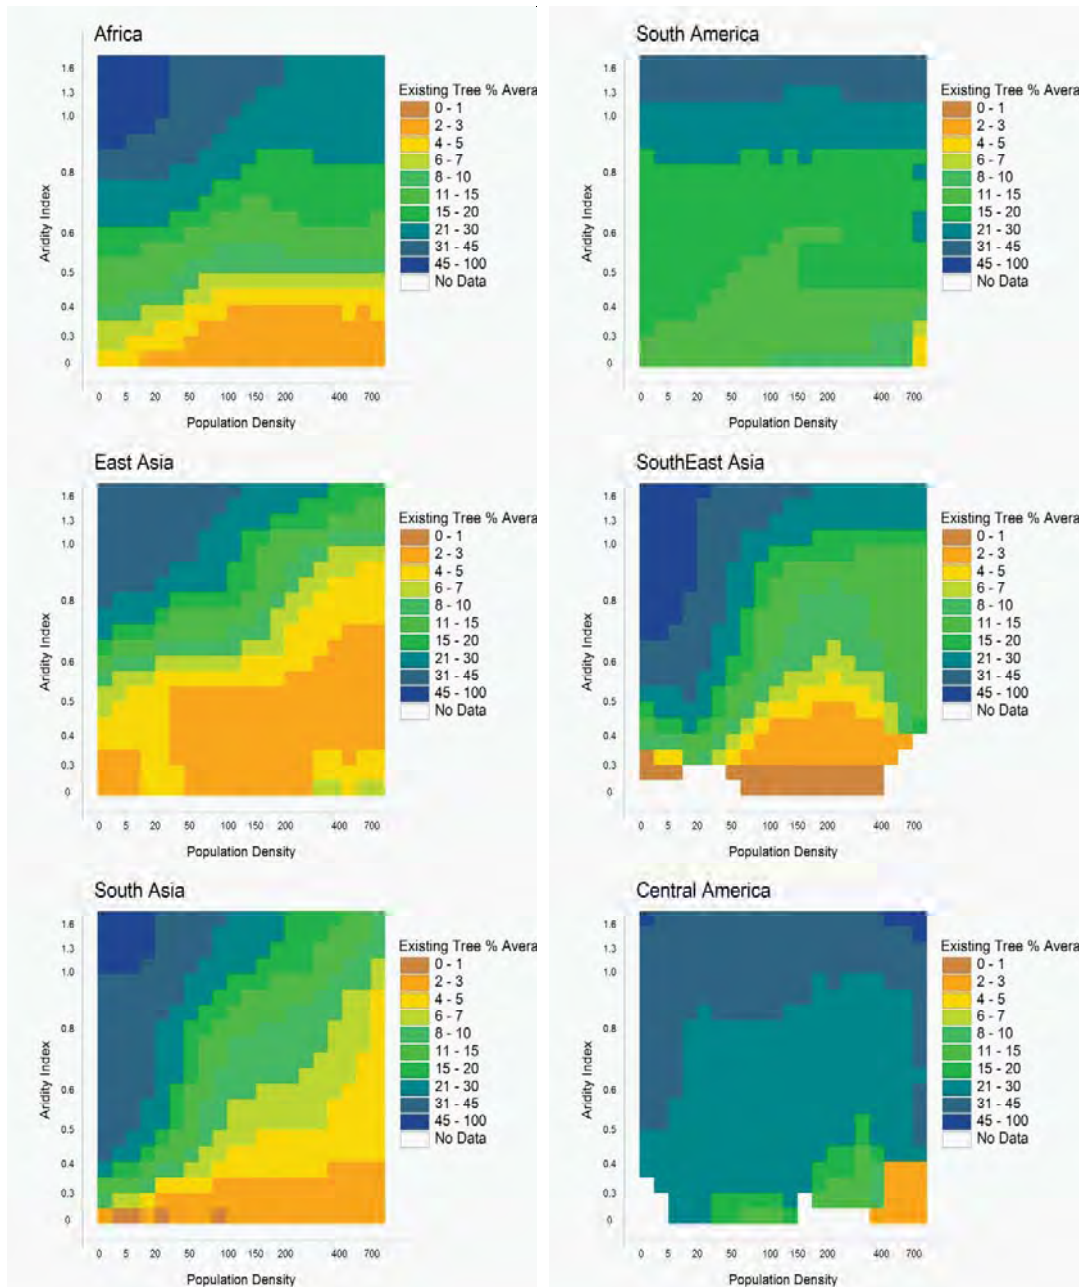 Africa
1.6
1.3
1.0
0.8
0.6
0.5
0.4
0.3
0
Aridity Index
0 5 20 50 100 150 200 400 700
Population Density
Existing Tree % Avera
0 - 1
2 - 3
4 - 5
6 - 7
8 - 10
11 - 15
15 - 20
21 - 30
31 - 45
45 - 100
No Data
South America
1.6
1.3
1.0
0.8
0.6
0.5
0.4
0.3
0
Aridity Index
0 5 20 50 100 150 200 400 700
Population Density
Existing Tree % Avera
0 - 1
2 - 3
4 - 5
6 - 7
8 - 10
11 - 15
15 - 20
21 - 30
31 - 45
45 - 100
No Data
East Asia
1.6
1.3
1.0
0.8
0.6
0.5
0.4
0.3
0
Aridity Index
0 5 20 50 100 150 200 400 700
Population Density
Existing Tree % Avera
0 - 1
2 - 3
4 - 5
6 - 7
8 - 10
11 - 15
15 - 20
21 - 30
31 - 45
45 - 100
No Data
SouthEast Asia
1.6
1.3
1.0
0.8
0.6
0.5
0.4
0.3
0
Aridity Index
0 5 20 50 100 150 200 400 700
Population Density
Existing Tree % Avera
0 - 1
2 - 3
4 - 5
6 - 7
8 - 10
11 - 15
15 - 20
21 - 30
31 - 45
45 - 100
No Data
South Asia
1.6
1.3
1.0
0.8
0.6
0.5
0.4
0.3
0
Aridity Index
0 5 20 50 100 150 200 400 700
Population Density
Existing Tree % Avera
0 - 1
2 - 3
4 - 5
6 - 7
8 - 10
11 - 15
15 - 20
21 - 30
31 - 45
45 - 100
No Data
Central America
1.6
1.3
1.0
0.8
0.6
0.5
0.4
0.3
0
Aridity Index
0 5 20 50 100 150 200 400 700
Population Density
Existing Tree % Avera
0 - 1
2 - 3
4 - 5
6 - 7
8 - 10
11 - 15
15 - 20
21 - 30
31 - 45
45 - 100
No Data